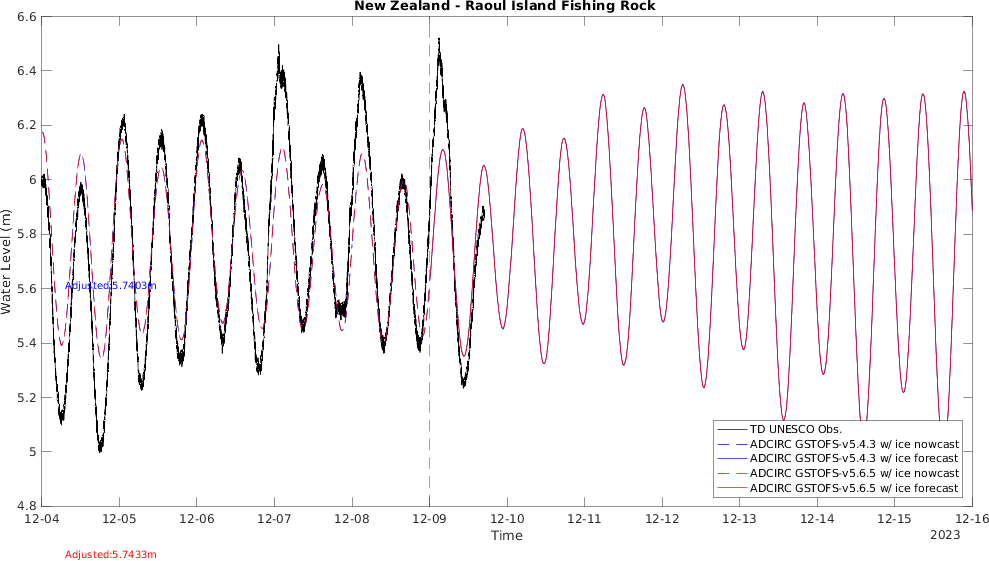 New Zealand - Raoul Island Fishing Rock
Water Level (m)
6.6
6.4
6.2
6
5.8
5.6
5.4
5.2
5
4.8
Adjusted:5.7403m
TD UNESCO Obs.
ADCIRC GSTOFS-v5.4.3 w/ ice nowcast
ADCIRC GSTOFS-v5.4.3 w/ ice forecast
ADCIRC GSTOFS-v5.6.5 w/ ice nowcast
ADCIRC GSTOFS-v5.6.5 w/ ice forecast
12-04 12-05 12-06 12-07 12-08 12-09 12-10 12-11 12-12 12-13 12-14 12-15 12-16
Time
2023
Adjusted:5.7433m